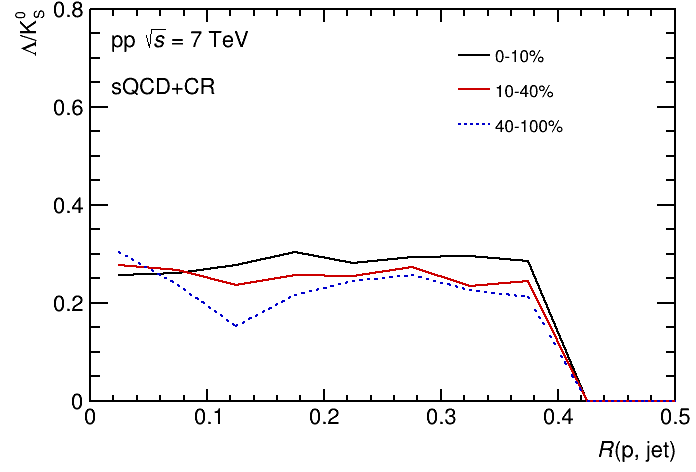 Λ/K⁰_S
0.8
0.6
0.4
0.2
0
pp √s = 7 TeV
sQCD+CR
0-10%
10-40%
40-100%
0 0.1 0.2 0.3 0.4 0.5
R(p, jet)